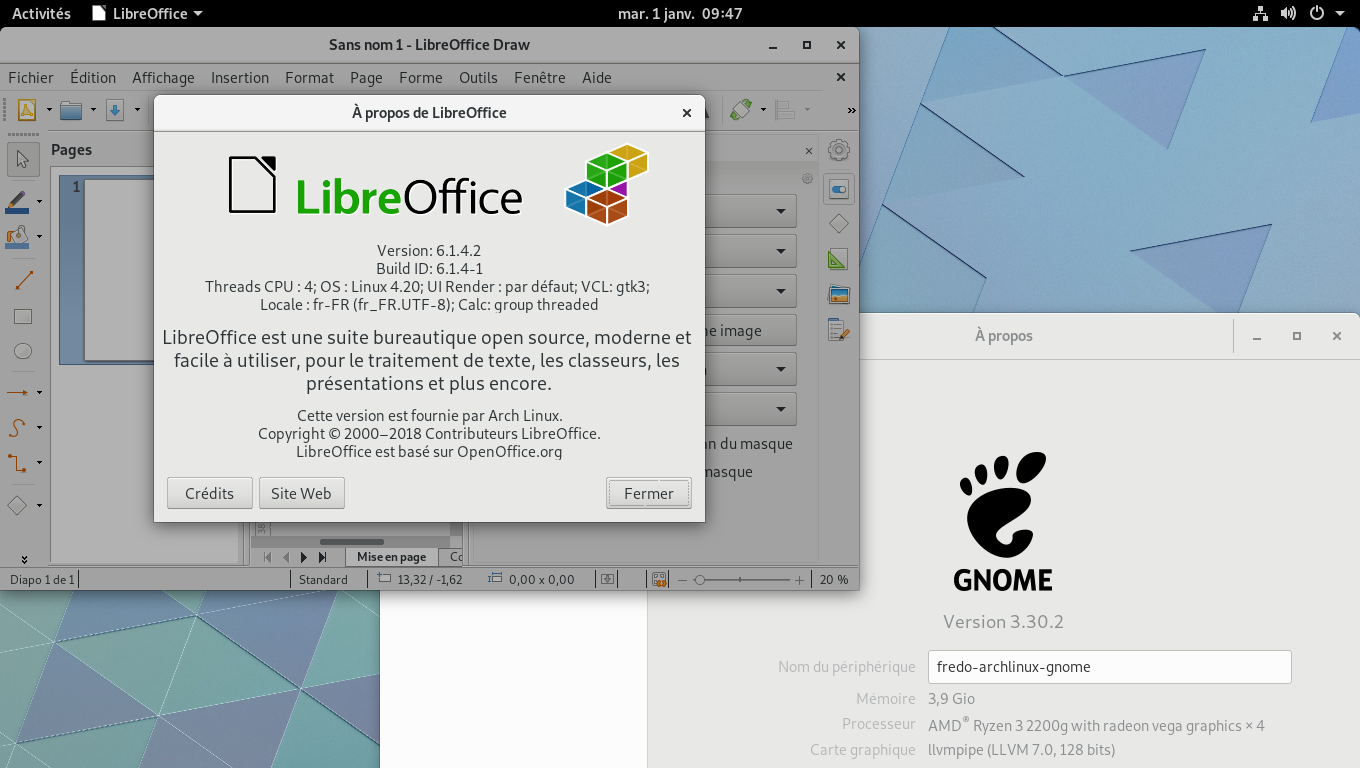 Activités LibreOffice mar. 1 janv. 09:47
Sans nom 1 - LibreOffice Draw
Fichier Édition Affichage Insertion Format Page Forme Outils Fenêtre Aide
À propos de LibreOffice
Pages
1
LibreOffice
Version: 6.1.4.2
Build ID: 6.1.4-1
Threads CPU : 4; OS : Linux 4.20; UI Render : par défaut; VCL: gtk3;
Locale : fr-FR (fr_FR.UTF-8); Calc: group threaded
LibreOffice est une suite bureautique open source, moderne et
facile à utiliser, pour le traitement de texte, les classeurs, les
présentations et plus encore.
Cette version est fournie par Arch Linux.
Copyright © 2000–2018 Contributeurs LibreOffice.
LibreOffice est basé sur OpenOffice.org
Crédits Site Web Fermer
image
du masque
masque
Mise en page
Diapo 1 de 1 Standard 13,32 / -1,62 0,00 x 0,00 20 %
À propos
GNOME
Version 3.30.2
Nom du périphérique fredo-archlinux-gnome
Mémoire 3,9 Gio
Processeur AMD® Ryzen 3 2200g with radeon vega graphics × 4
Carte graphique llvmpipe (LLVM 7.0, 128 bits)